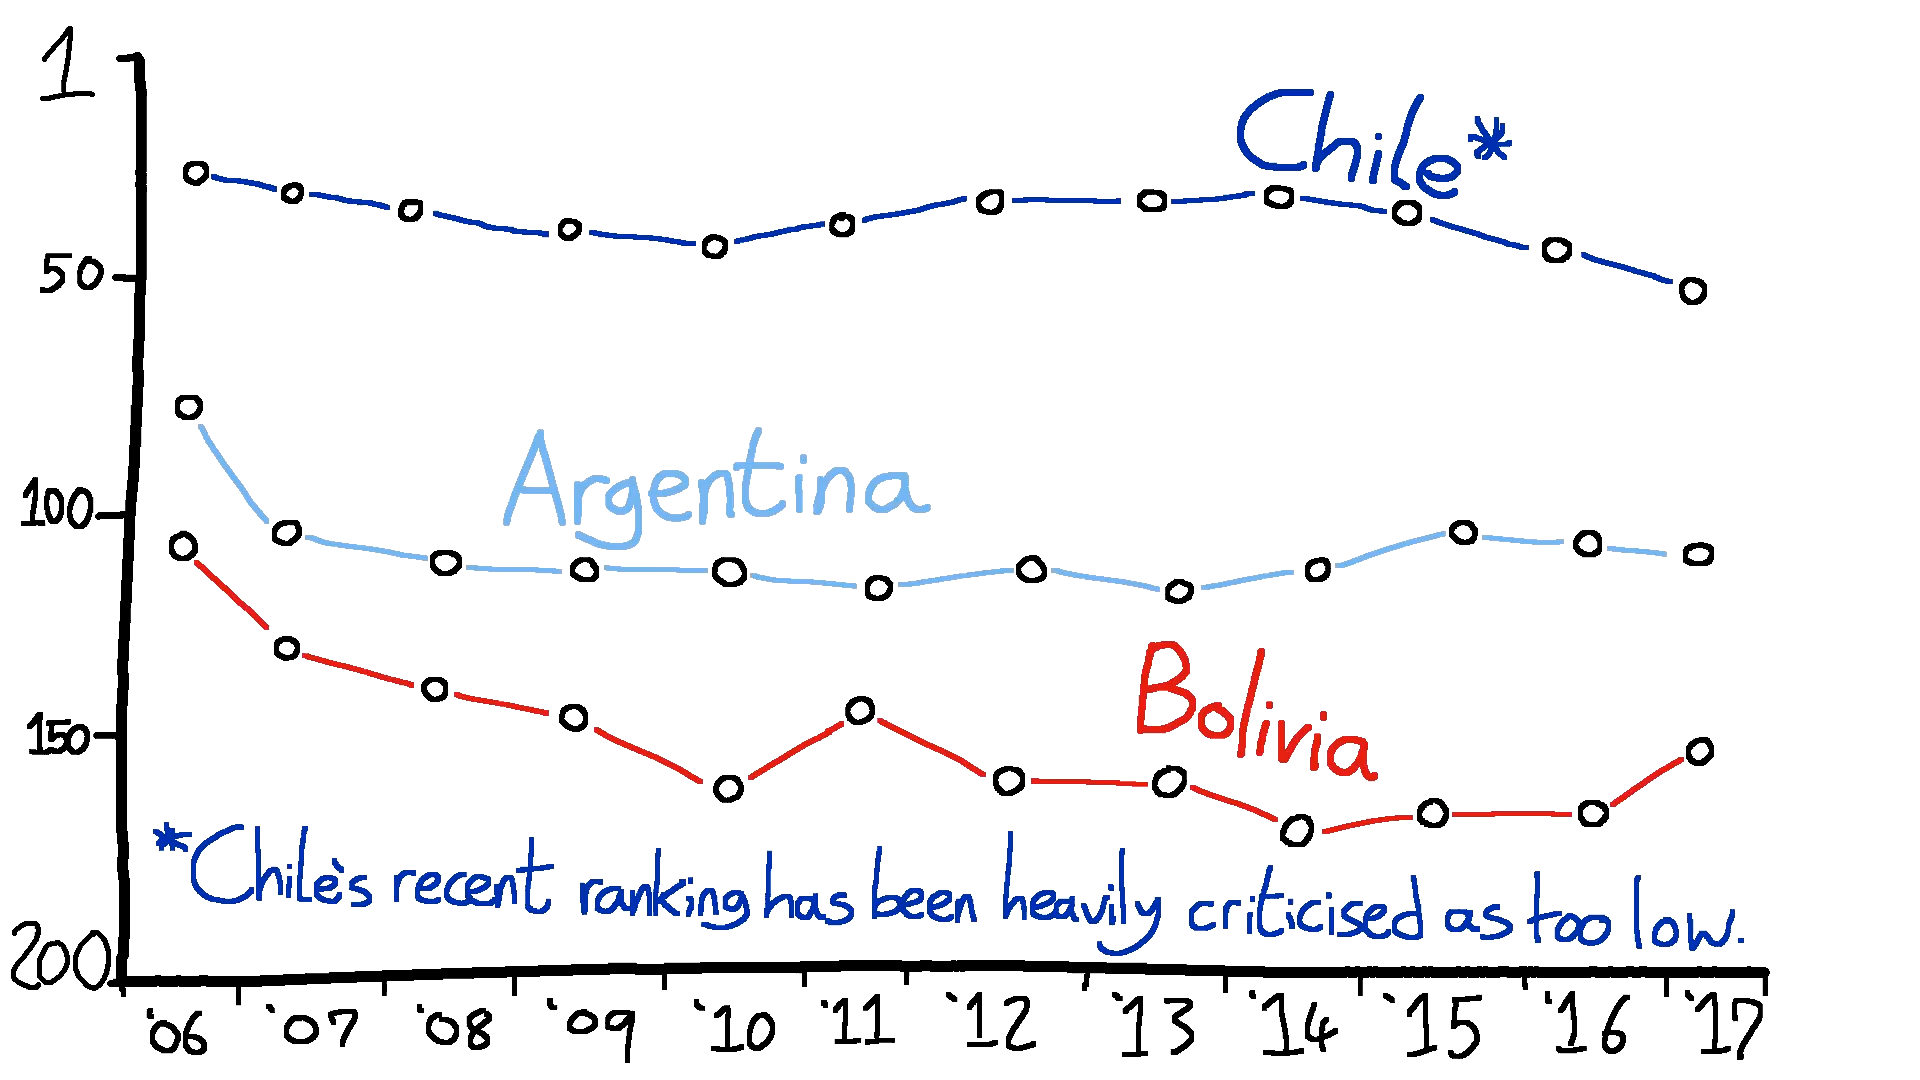 1
Chile*
50
Argentina
100
Bolivia
150
*Chile's recent ranking has been heavily criticised as too low.
200
'06 '07 '08 '09 '10 '11 '12 '13 '14 '15 '16 '17